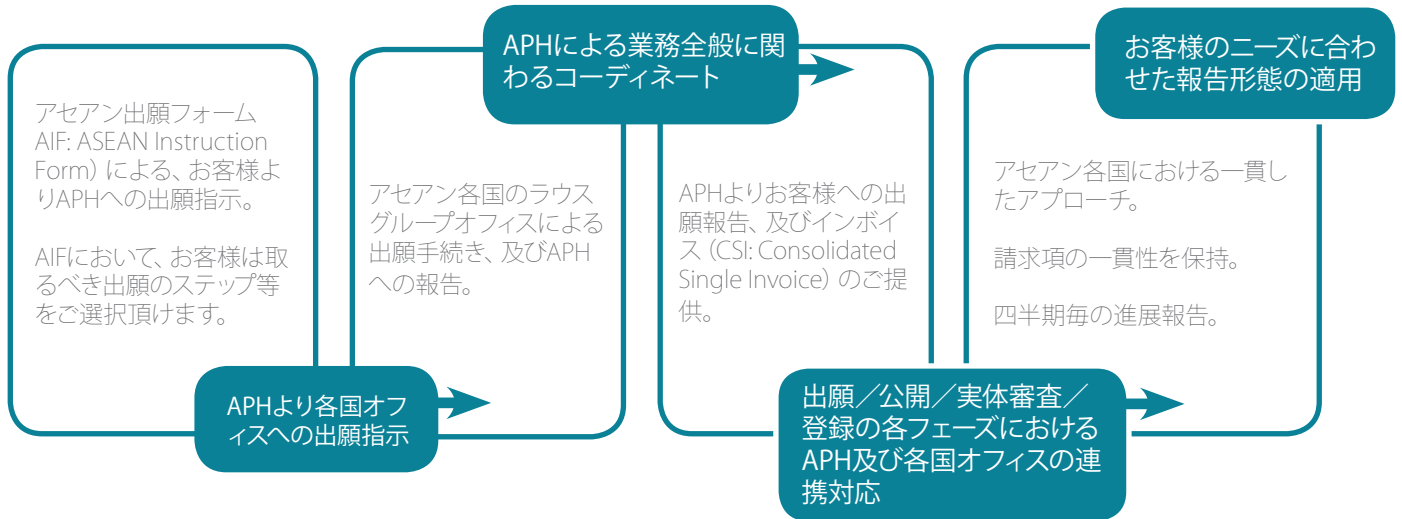 アセアン出願フォーム
AIF: ASEAN Instruction
Form）による、お客様よ
りAPHへの出願指示。
AIFにおいて、お客様は取
るべき出願のステップ等
をご選択頂けます。
APHより各国オフ
ィスへの出願指示
アセアン各国のラウス
グループオフィスによる
出願手続き、及びAPH
への報告。
APHによる業務全般に関
わるコーディネート
APHよりお客様への出
願報告、及びインボイ
ス（CSI: Consolidated
Single Invoice）のご提
供。
出願／公開／実体審査／
登録の各フェーズにおける
APH及び各国オフィスの連
携対応
アセアン各国における一貫し
たアプローチ。
請求項の一貫性を保持。
四半期毎の進展報告。
お客様のニーズに合わ
せた報告形態の適用